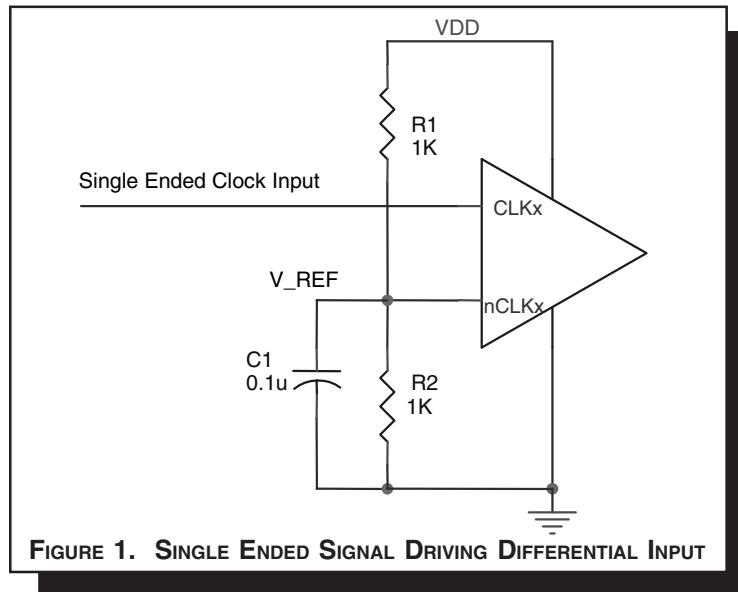 VDD
R1
1K
Single Ended Clock Input
CLKx
V_REF
nCLKx
C1
0.1u
R2
1K
FIGURE 1. SINGLE ENDED SIGNAL DRIVING DIFFERENTIAL INPUT